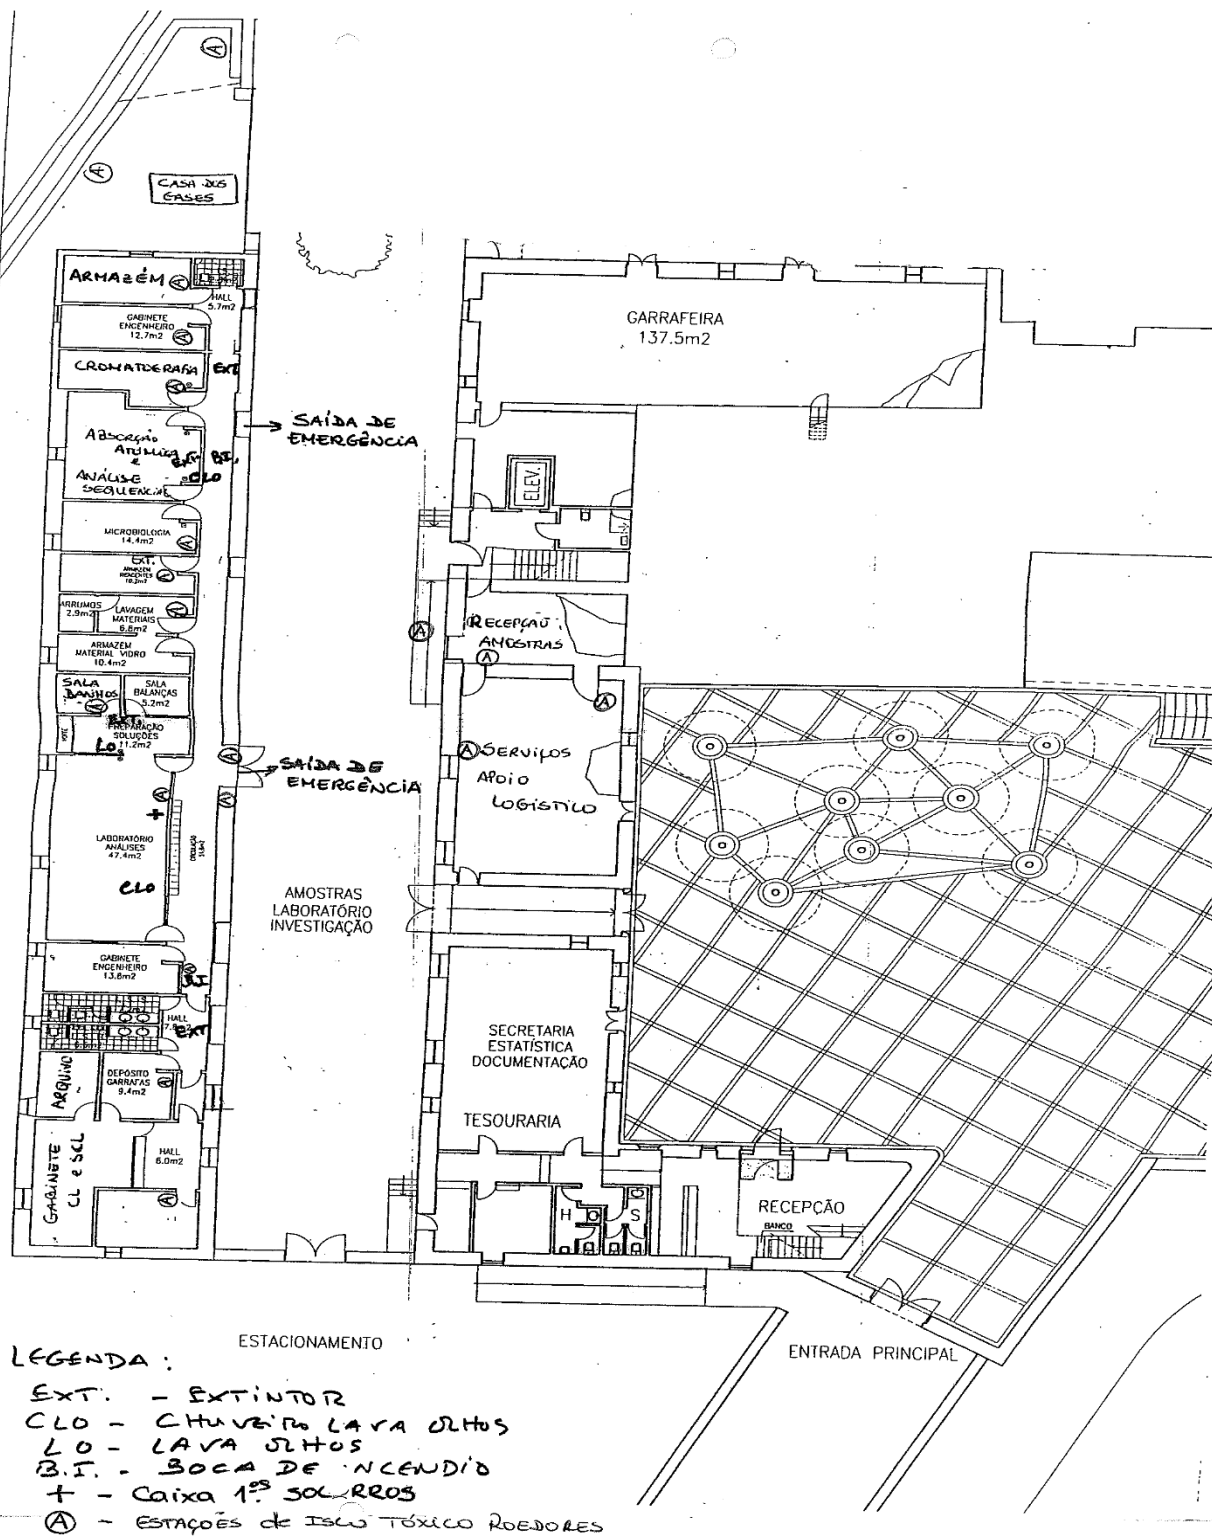 A
A
CASA DOS
GASES
ARMAZÉM A
HALL
5.7m2
GABINETE
ENGENHEIRO
12.7m2
A
CROMATOGRAFIA EXT
A
GARRAFEIRA
137.5m2
SAÍDA DE
EMERGÊNCIA
ABSORÇÃO
ATÓMICA
e
ANÁLISE
SEQUENCIAL
EXT. B.I.
CLO
ELEV.
MICROBIOLOGIA
14.4m2
A
EXT.
ARMAZEM
REAGENTES
A
ARRUMOS
2.9m2
LAVAGEM
MATERIAIS
6.8m2
A
ARMAZEM
MATERIAL VIDRO
10.4m2
A
RECEPÇÃO
AMOSTRAS
A
SALA
BANHOS
A
SALA
BALANÇAS
5.2m2
A
EXT.
PREPARAÇÃO
SOLUÇÕES
11.2m2
LO
A
SAÍDA DE
EMERGÊNCIA
A SERVIÇOS
APOIO
LOGÍSTICO
A
A
+
LABORATÓRIO
ANÁLISES
47.4m2
CIRCULAÇÃO
CLO
AMOSTRAS
LABORATÓRIO
INVESTIGAÇÃO
GABINETE
ENGENHEIRO
13.8m2
A
B.I
HALL
EXT
SECRETARIA
ESTATÍSTICA
DOCUMENTAÇÃO
ARQUIVO
DEPOSITO
GARRAFAS
9.4m2
A
TESOURARIA
GABINETE
CL e SCL
HALL
6.0m2
A
H
S
RECEPÇÃO
BANCO
ESTACIONAMENTO
ENTRADA PRINCIPAL
LEGENDA :
EXT. - EXTINTOR
CLO - CHUVEIRO LAVA OLHOS
LO - LAVA OLHOS
B.I. - BOCA DE INCENDIO
+ - Caixa 1ºs SOCORROS
A - ESTAÇÕES de ISCO TÓXICO ROEDORES